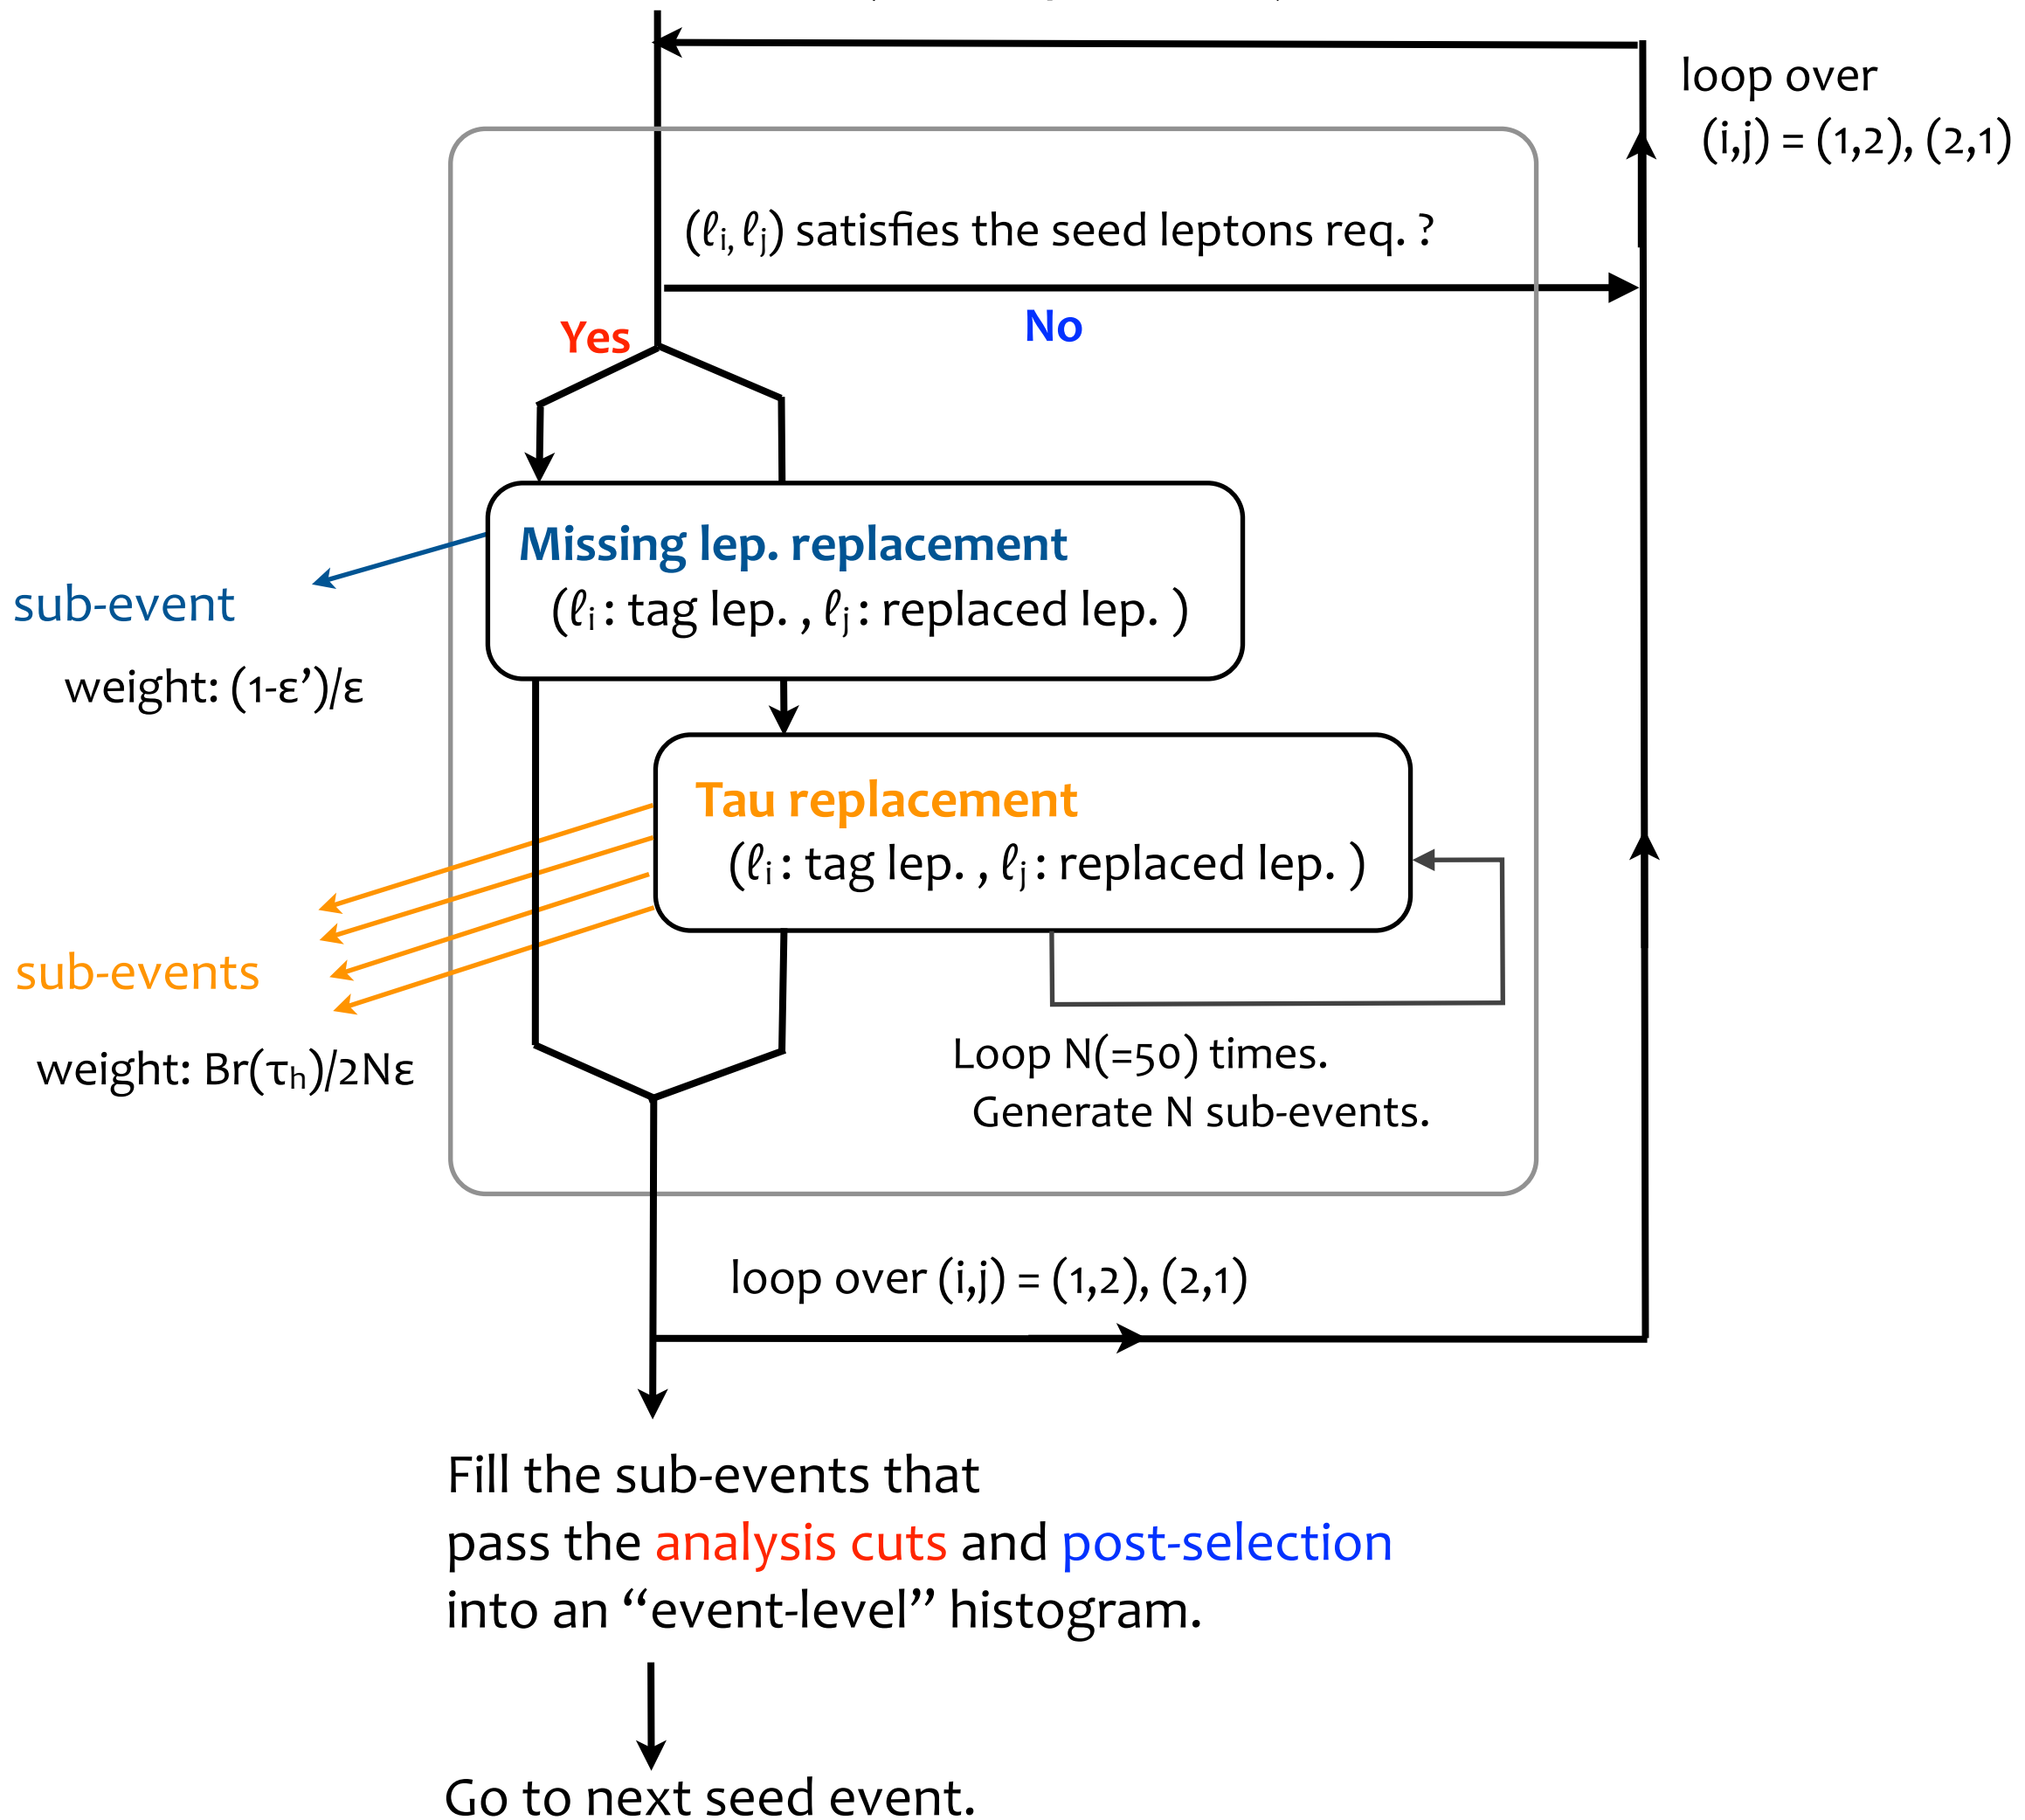 loop over
(i,j) = (1,2), (2,1)
(ℓi, ℓj) satisfies the seed leptons req. ?
Yes
No
Missing lep. replacement
(ℓi : tag lep. , ℓj : replaced lep. )
sub-event
weight: (1-ε’)/ε
Tau replacement
(ℓi : tag lep. , ℓj : replaced lep. )
sub-events
weight: Br(τh)/2Nε
Loop N(=50) times.
Generate N sub-events.
loop over (i,j) = (1,2), (2,1)
Fill the sub-events that
pass the analysis cuts and post-selection
into an “event-level” histogram.
Go to next seed event.